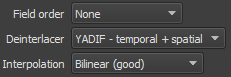 Field order None
Deinterlacer YADIF - temporal + spatial
Interpolation Bilinear (good)